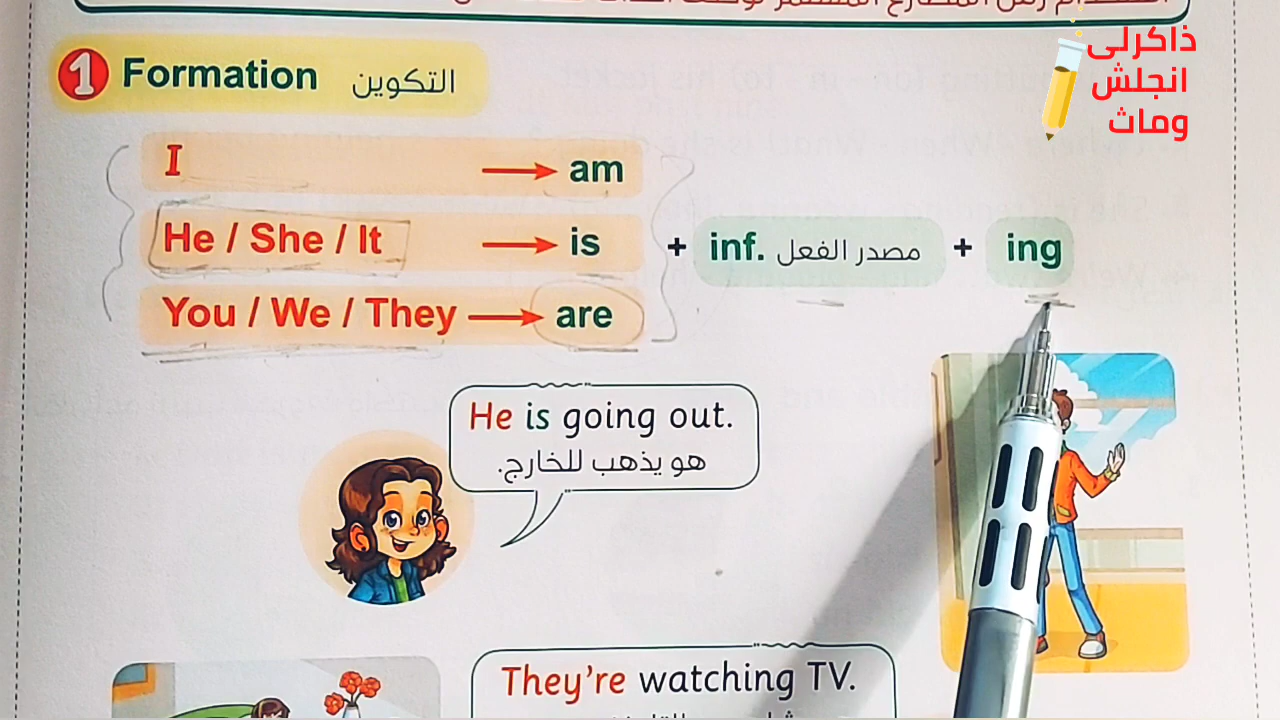 ذاكرلى
انجلش
وماث
1 Formation التكوين
I → am
He / She / It → is + inf. مصدر الفعل + ing
You / We / They → are
He is going out.
هو يذهب للخارج.
They're watching TV.